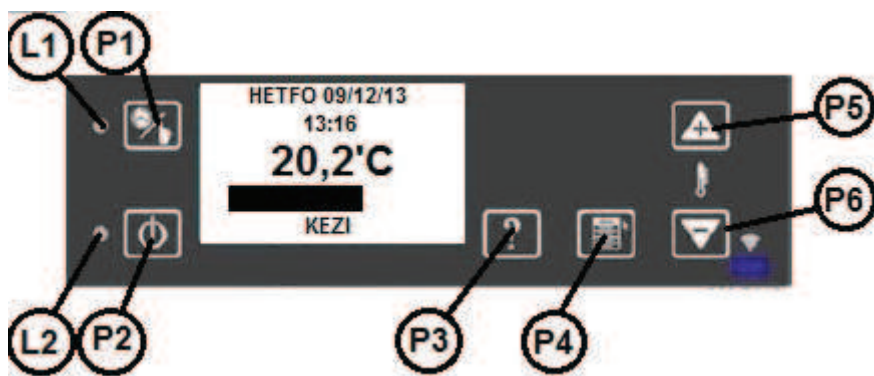 L1 P1
HETFO 09/12/13
13:16
20,2'C
KEZI
P5
P6
?
L2 P2
P3
P4